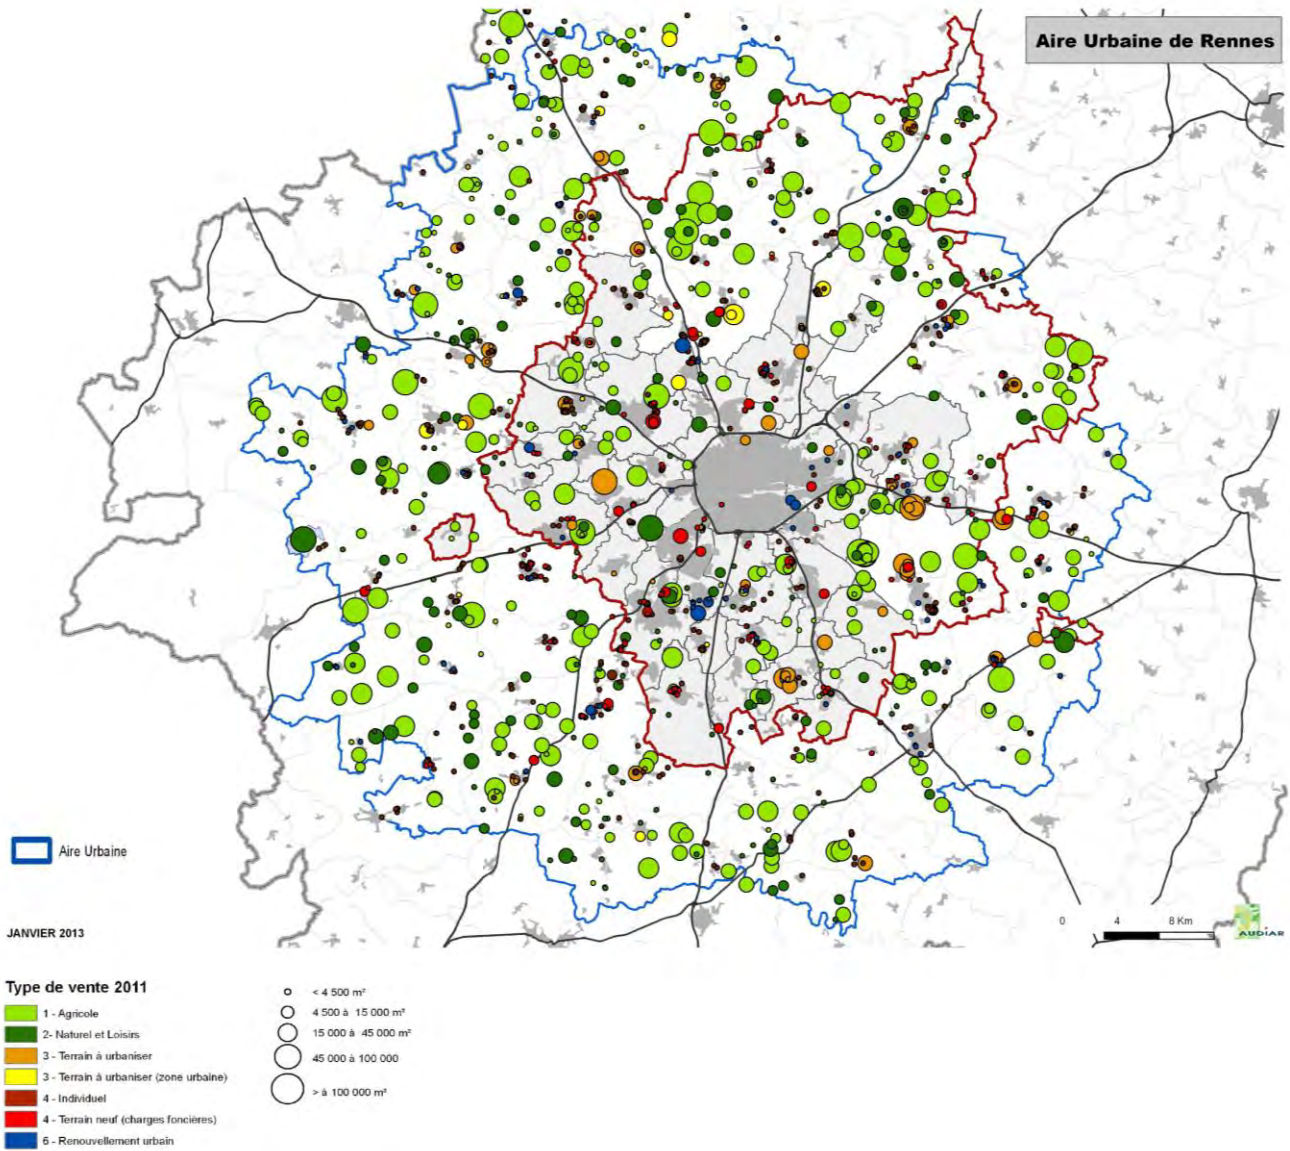 Aire Urbaine de Rennes
Aire Urbaine
0 4 8 Km
AUDIAR
JANVIER 2013
Type de vente 2011
1 - Agricole
2- Naturel et Loisirs
3 - Terrain à urbaniser
3 - Terrain à urbaniser (zone urbaine)
4 - Individuel
4 - Terrain neuf (charges foncières)
6 - Renouvellement urbain
< 4 500 m²
4 500 à 15 000 m²
15 000 à 45 000 m²
45 000 à 100 000
> à 100 000 m²